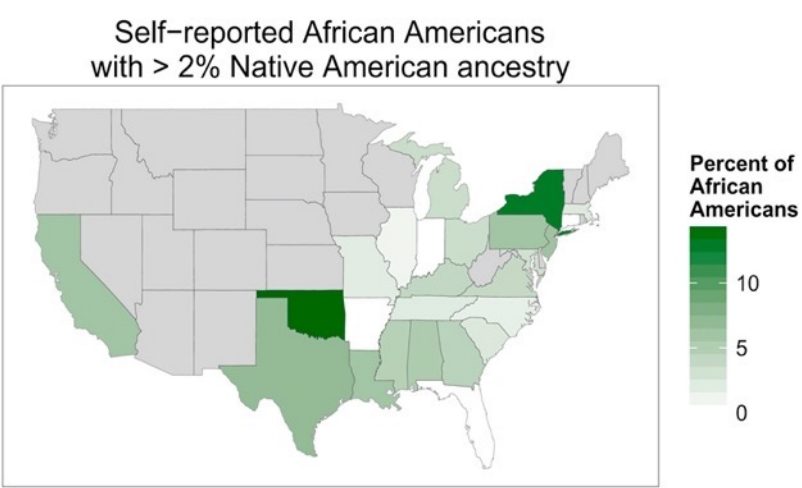 Self−reported African Americans
with > 2% Native American ancestry
Percent of
African
Americans
10
5
0